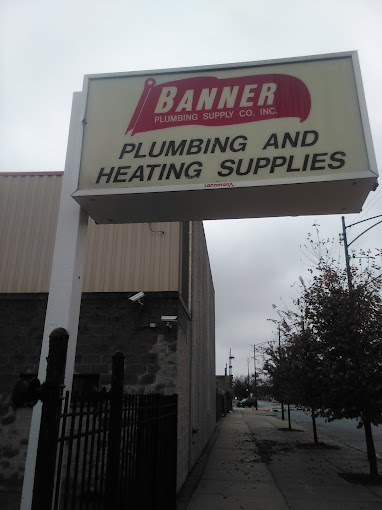 BANNER
PLUMBING SUPPLY CO. INC.
PLUMBING AND
HEATING SUPPLIES